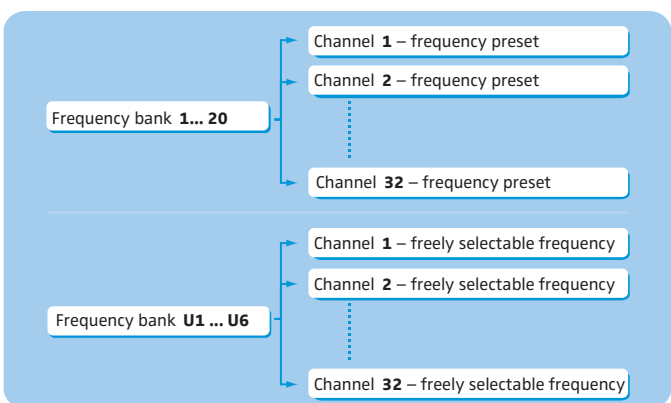 Channel 1 – frequency preset
Channel 2 – frequency preset
Frequency bank 1... 20
Channel 32 – frequency preset
Channel 1 – freely selectable frequency
Channel 2 – freely selectable frequency
Frequency bank U1 ... U6
Channel 32 – freely selectable frequency